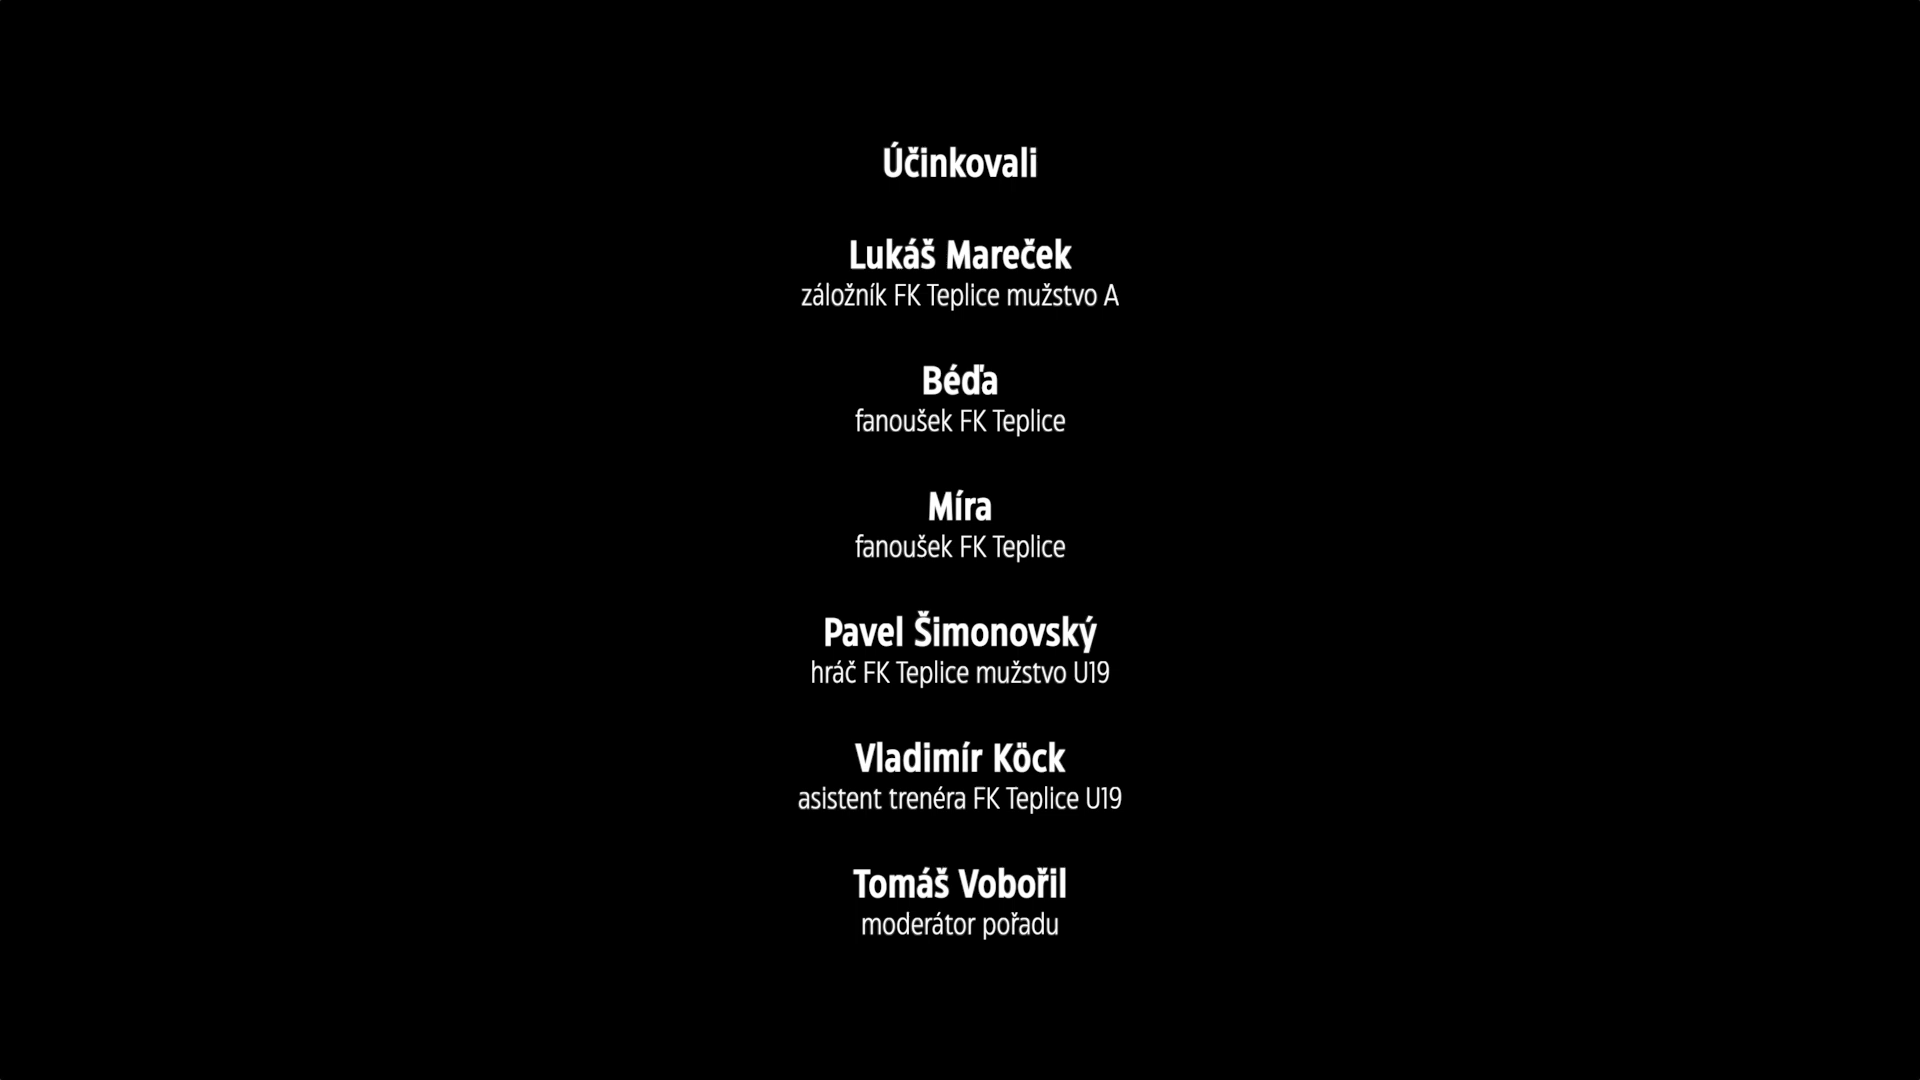 Účinkovali
Lukáš Mareček
záložník FK Teplice mužstvo A
Béďa
fanoušek FK Teplice
Míra
fanoušek FK Teplice
Pavel Šimonovský
hráč FK Teplice mužstvo U19
Vladimír Köck
asistent trenéra FK Teplice U19
Tomáš Vobořil
moderátor pořadu